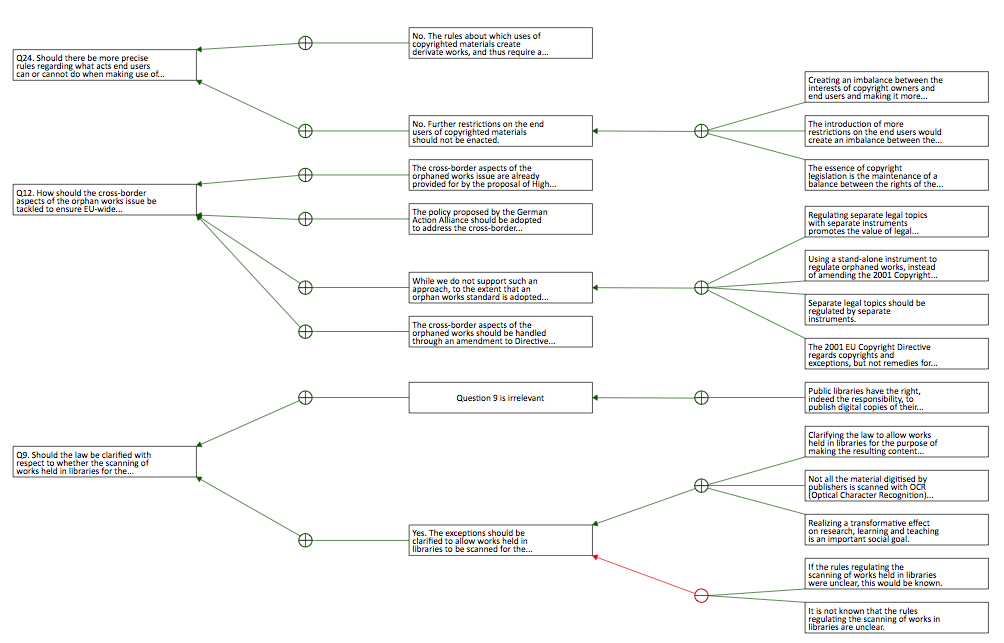 Q24. Should there be more precise
rules regarding what acts end users
can or cannot do when making use of...
No. The rules about which uses of
copyrighted materials create
derivate works, and thus require a...
No. Further restrictions on the end
users of copyrighted materials
should not be enacted.
Creating an imbalance between the
interests of copyright owners and
end users and making it more...
The introduction of more
restrictions on the end users would
create an imbalance between the...
The essence of copyright
legislation is the maintenance of a
balance between the rights of the...
Q12. How should the cross-border
aspects of the orphan works issue be
tackled to ensure EU-wide...
The cross-border aspects of the
orphaned works issue are already
provided for by the proposal of High...
The policy proposed by the German
Action Alliance should be adopted
to address the cross-border...
While we do not support such an
approach, to the extent that an
orphan works standard is adopted...
The cross-border aspects of the
orphaned works should be handled
through an amendment to Directive...
Regulating separate legal topics
with separate instruments
promotes the value of legal...
Using a stand-alone instrument to
regulate orphaned works, instead
of amending the 2001 Copyright...
Separate legal topics should be
regulated by separate
instruments.
The 2001 EU Copyright Directive
regards copyrights and
exceptions, but not remedies for...
Q9. Should the law be clarified with
respect to whether the scanning of
works held in libraries for the...
Question 9 is irrelevant
Public libraries have the right,
indeed the responsibility, to
publish digital copies of their...
Yes. The exceptions should be
clarified to allow works held in
libraries to be scanned for the...
Clarifying the law to allow works
held in libraries for the purpose of
making the resulting content...
Not all the material digitised by
publishers is scanned with OCR
(Optical Character Recognition)...
Realizing a transformative effect
on research, learning and teaching
is an important social goal.
If the rules regulating the
scanning of works held in libraries
were unclear, this would be known.
It is not known that the rules
regulating the scanning of works in
libraries are unclear.